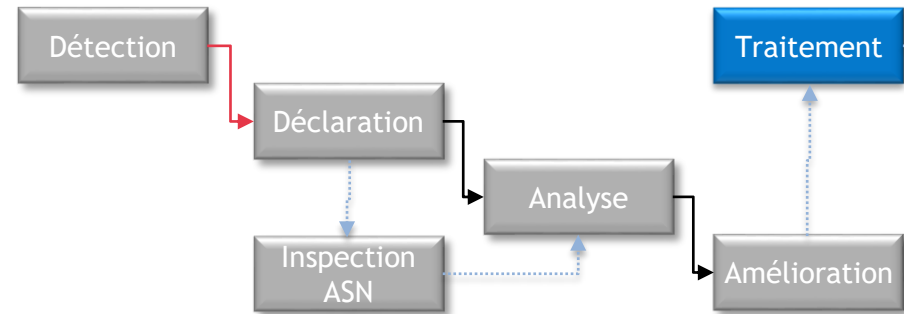 Détection
Traitement
Déclaration
Analyse
Inspection
ASN
Amélioration